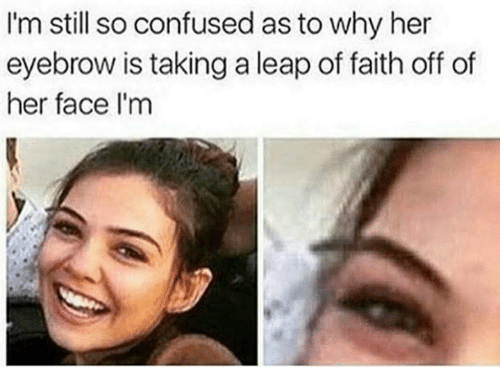 I'm still so confused as to why her
eyebrow is taking a leap of faith off of
her face I'm